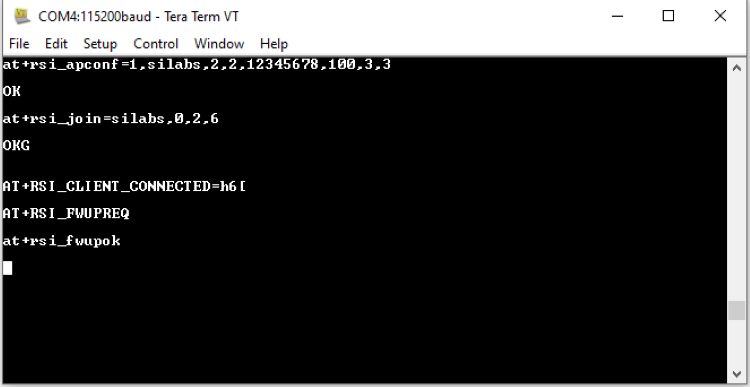 COM4:115200baud - Tera Term VT
File Edit Setup Control Window Help
at+rsi_apconf=1,silabs,2,2,12345678,100,3,3
OK
at+rsi_join=silabs,0,2,6
OKG
AT+RSI_CLIENT_CONNECTED=h6[
AT+RSI_FWUPREQ
at+rsi_fwupok